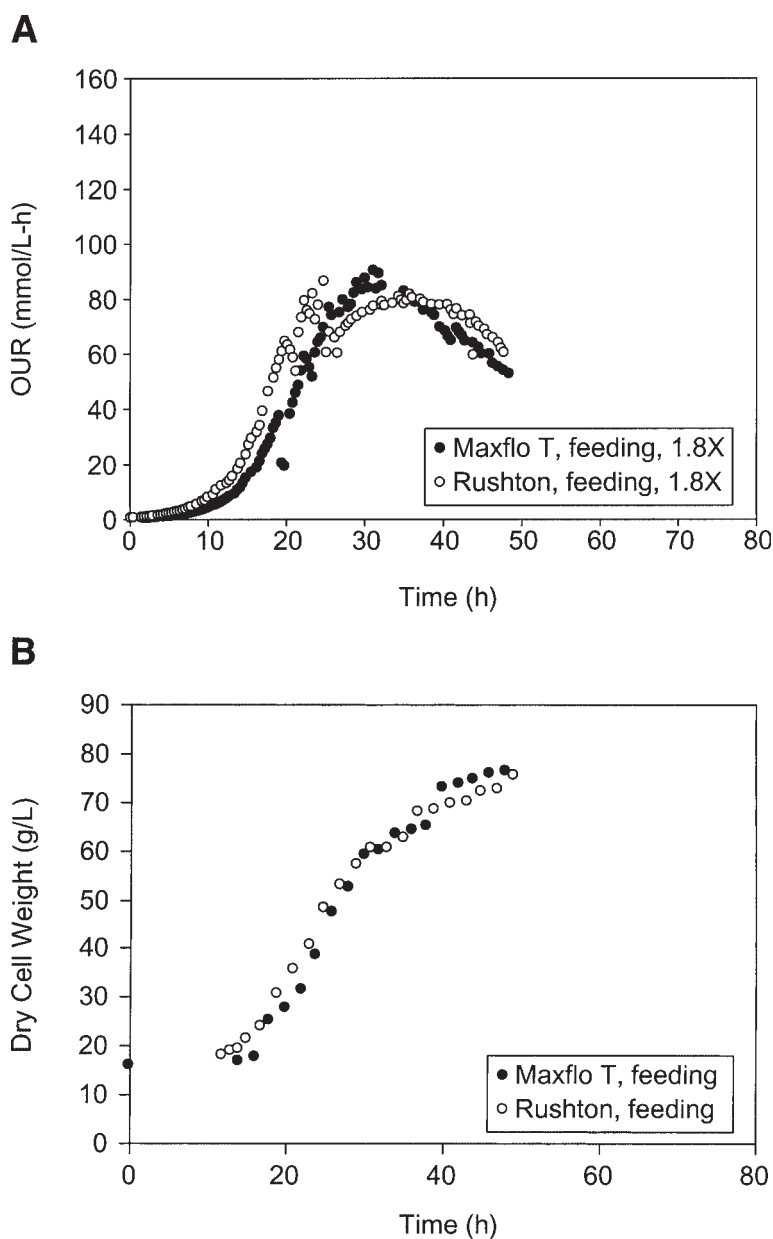 A
160
140
120
100
80
60
40
20
0
OUR (mmol/L-h)
Maxflo T, feeding, 1.8X
Rushton, feeding, 1.8X
0 10 20 30 40 50 60 70 80
Time (h)
B
90
80
70
60
50
40
30
20
10
0
Dry Cell Weight (g/L)
Maxflo T, feeding
Rushton, feeding
0 20 40 60 80
Time (h)